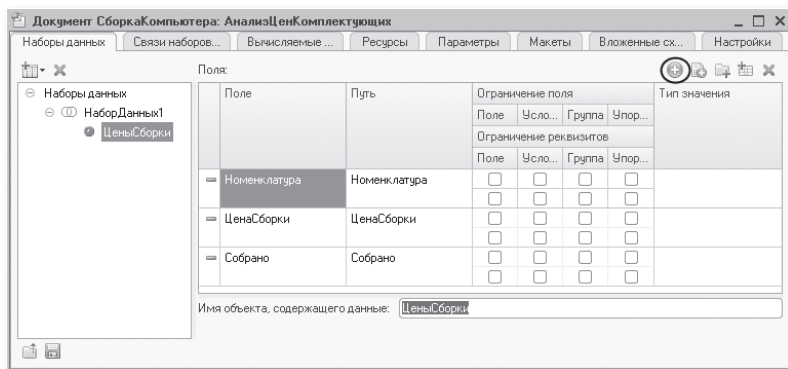 Документ СборкаКомпьютера: АнализЦенКомплектующих
Наборы данных Связи наборов... Вычисляемые ... Ресурсы Параметры Макеты Вложенные сх... Настройки
Поля:
Наборы данных
НаборДанных1
ЦеныСборки
Поле Путь Ограничение поля Тип значения
Поле Усло... Группа Упор...
Ограничение реквизитов
Поле Усло... Группа Упор...
Номенклатура Номенклатура
ЦенаСборки ЦенаСборки
Собрано Собрано
Имя объекта, содержащего данные: ЦеныСборки